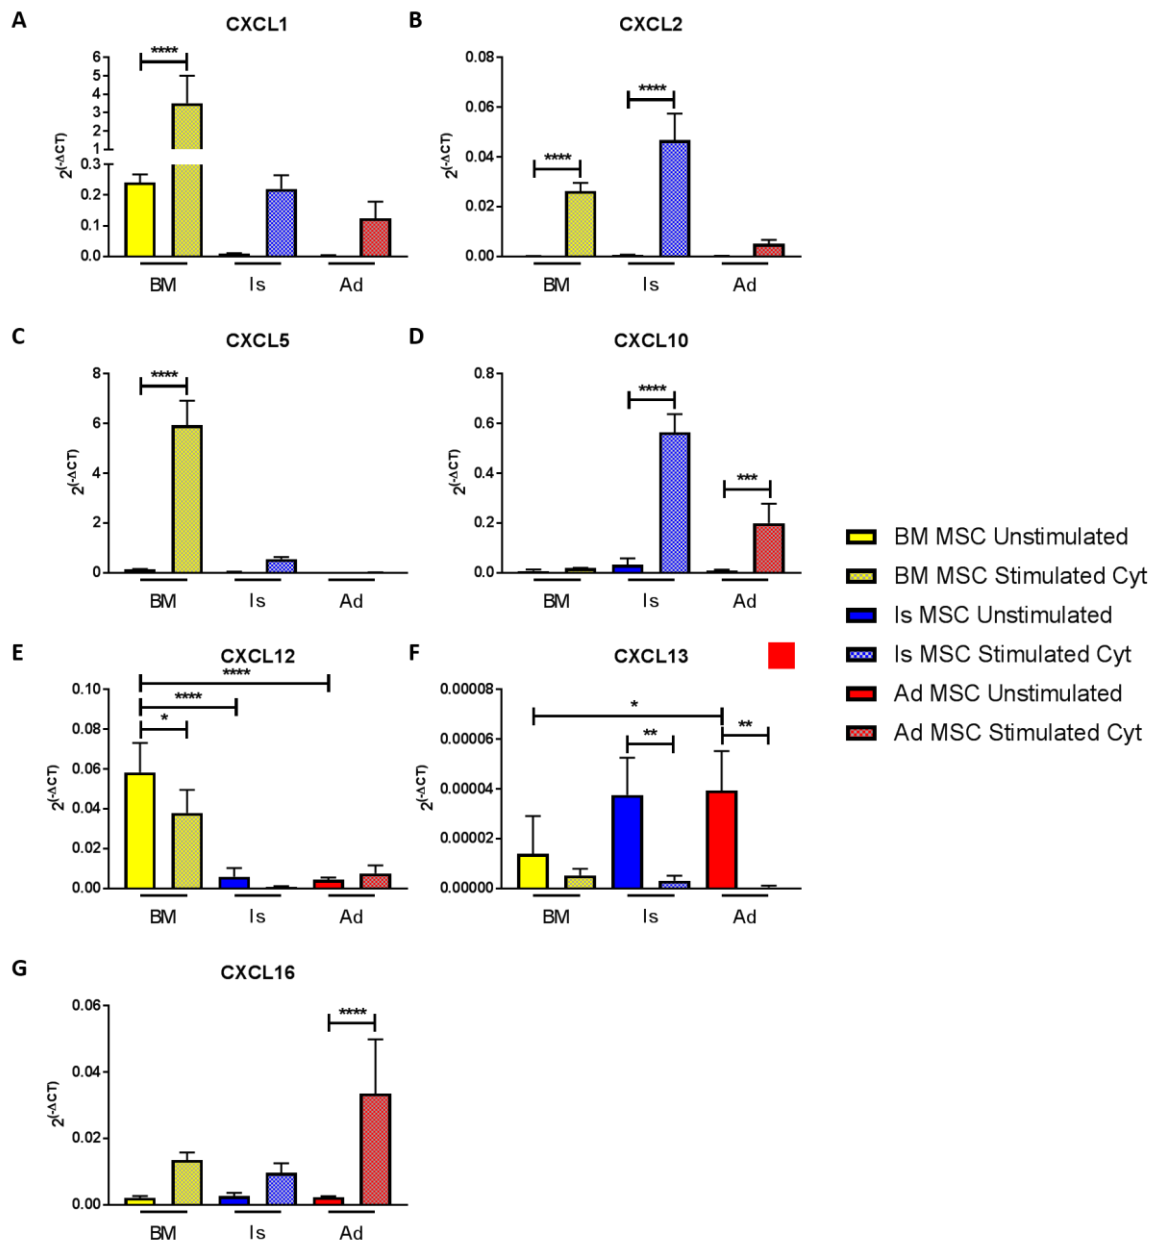 A
CXCL1
****
6
5
4
3
2
1
0.3
0.2
0.1
0.0
2^(-ΔCT)
BM Is Ad
B
CXCL2
****
****
0.08
0.06
0.04
0.02
0.00
2^(-ΔCT)
BM Is Ad
C
CXCL5
****
8
6
4
2
0
2^(-ΔCT)
BM Is Ad
D
CXCL10
****
***
0.8
0.6
0.4
0.2
0.0
2^(-ΔCT)
BM Is Ad
BM MSC Unstimulated
BM MSC Stimulated Cyt
Is MSC Unstimulated
Is MSC Stimulated Cyt
Ad MSC Unstimulated
Ad MSC Stimulated Cyt
E
CXCL12
****
****
*
0.10
0.08
0.06
0.04
0.02
0.00
2^(-ΔCT)
BM Is Ad
F
CXCL13
*
**
**
0.00008
0.00006
0.00004
0.00002
0.00000
2^(-ΔCT)
BM Is Ad
G
CXCL16
****
0.06
0.04
0.02
0.00
2^(-ΔCT)
BM Is Ad